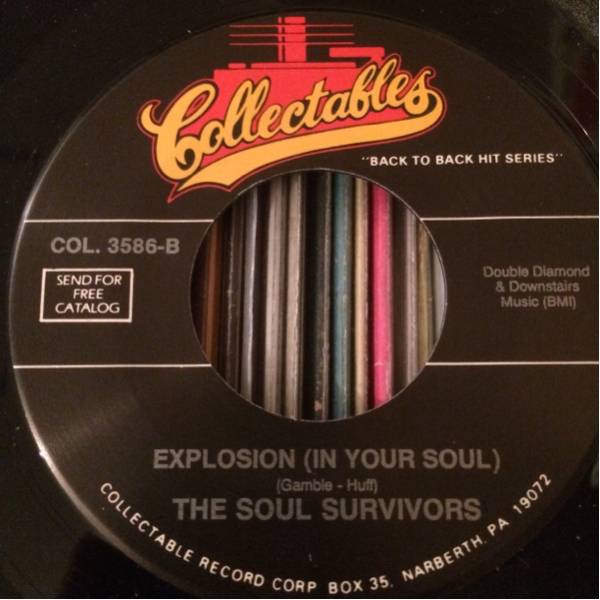 Collectables
"BACK TO BACK HIT SERIES"
COL. 3586-B
SEND FOR
FREE
CATALOG
Double Diamond
& Downstairs
Music (BMI)
EXPLOSION (IN YOUR SOUL)
(Gamble - Huff)
THE SOUL SURVIVORS
COLLECTABLE RECORD CORP BOX 35, NARBERTH, PA 19072